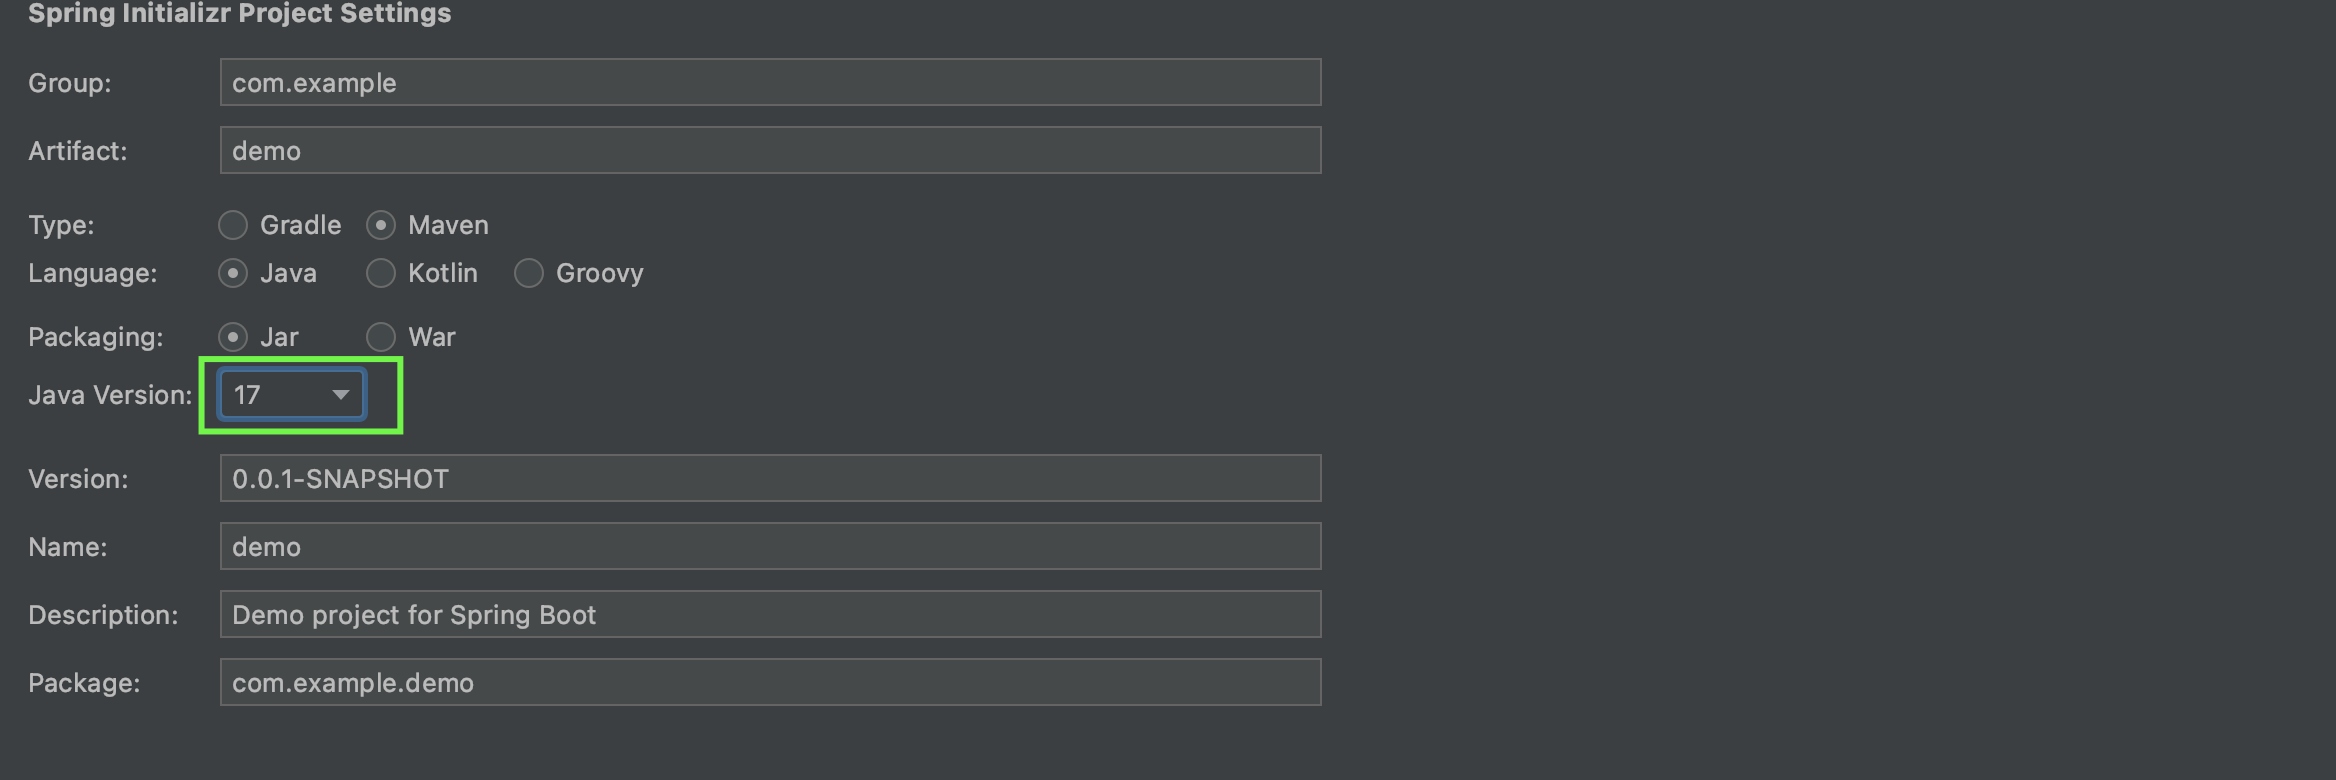 Spring Initializr Project Settings
Group: com.example
Artifact: demo
Type: Gradle Maven
Language: Java Kotlin Groovy
Packaging: Jar War
Java Version: 17
Version: 0.0.1-SNAPSHOT
Name: demo
Description: Demo project for Spring Boot
Package: com.example.demo